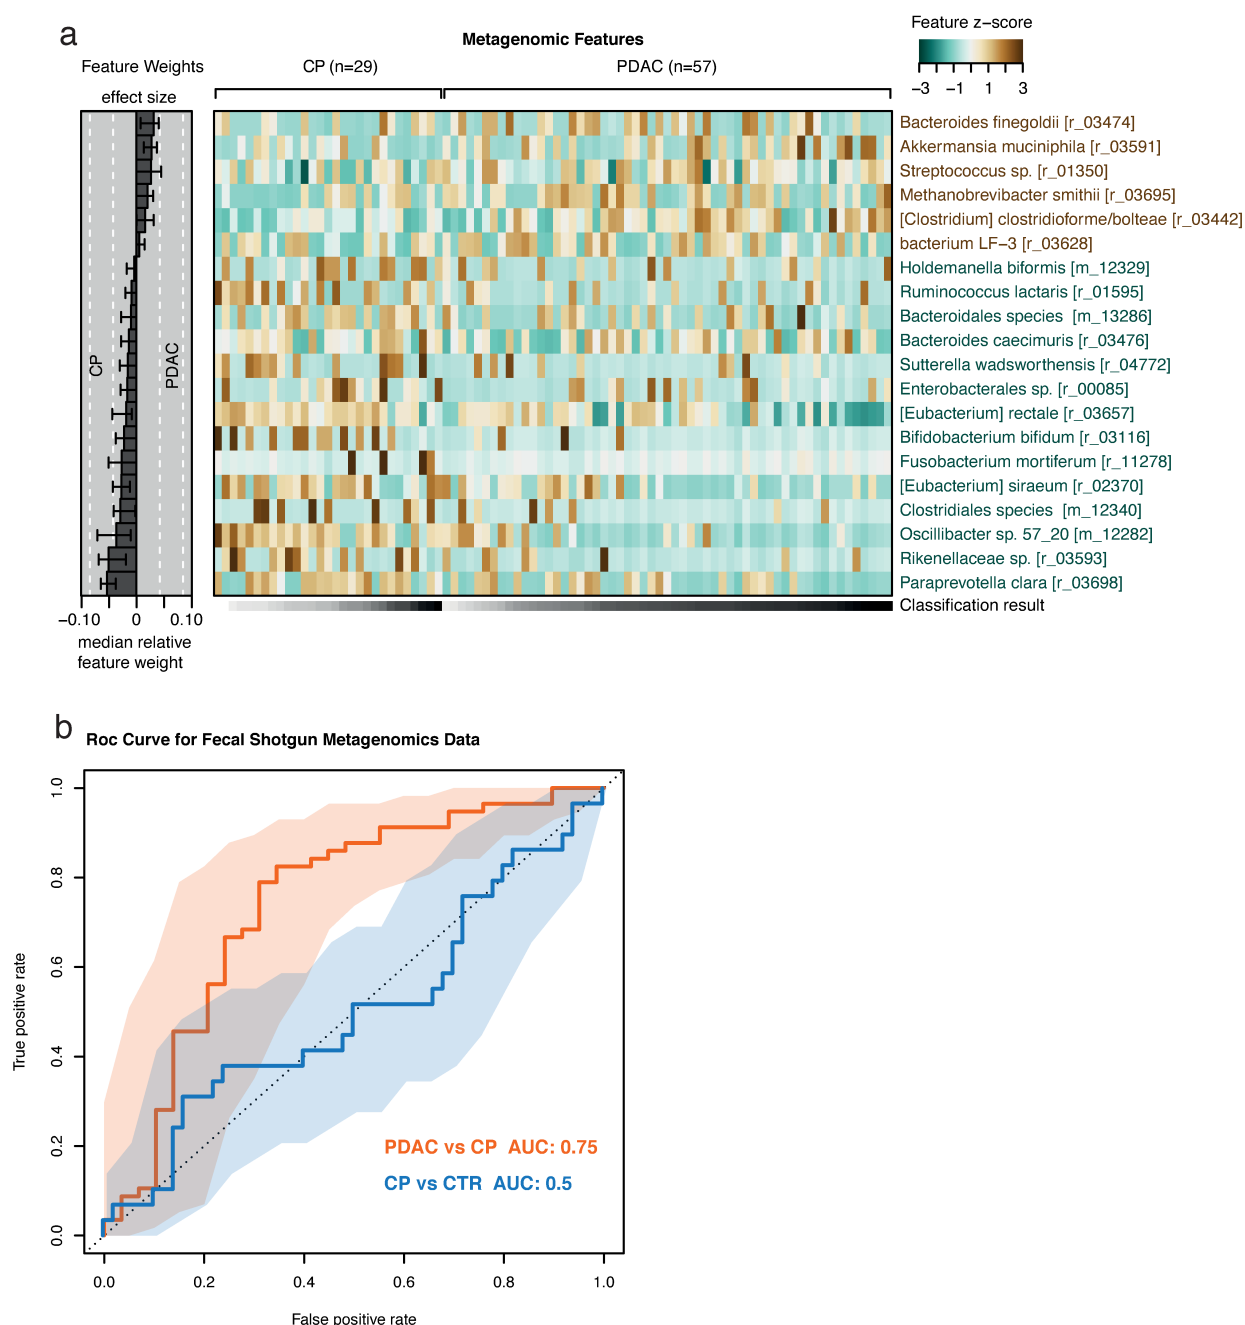 a
Metagenomic Features
Feature z-score
Feature Weights
CP (n=29)
PDAC (n=57)
−3 −1 1 3
effect size
CP
PDAC
Bacteroides finegoldii [r_03474]
Akkermansia muciniphila [r_03591]
Streptococcus sp. [r_01350]
Methanobrevibacter smithii [r_03695]
[Clostridium] clostridioforme/bolteae [r_03442]
bacterium LF−3 [r_03628]
Holdemanella biformis [m_12329]
Ruminococcus lactaris [r_01595]
Bacteroidales species [m_13286]
Bacteroides caecimuris [r_03476]
Sutterella wadsworthensis [r_04772]
Enterobacterales sp. [r_00085]
[Eubacterium] rectale [r_03657]
Bifidobacterium bifidum [r_03116]
Fusobacterium mortiferum [r_11278]
[Eubacterium] siraeum [r_02370]
Clostridiales species [m_12340]
Oscillibacter sp. 57_20 [m_12282]
Rikenellaceae sp. [r_03593]
Paraprevotella clara [r_03698]
Classification result
−0.10 0 0.10
median relative
feature weight
b
Roc Curve for Fecal Shotgun Metagenomics Data
1.0
0.8
0.6
0.4
0.2
0.0
True positive rate
PDAC vs CP AUC: 0.75
CP vs CTR AUC: 0.5
0.0 0.2 0.4 0.6 0.8 1.0
False positive rate